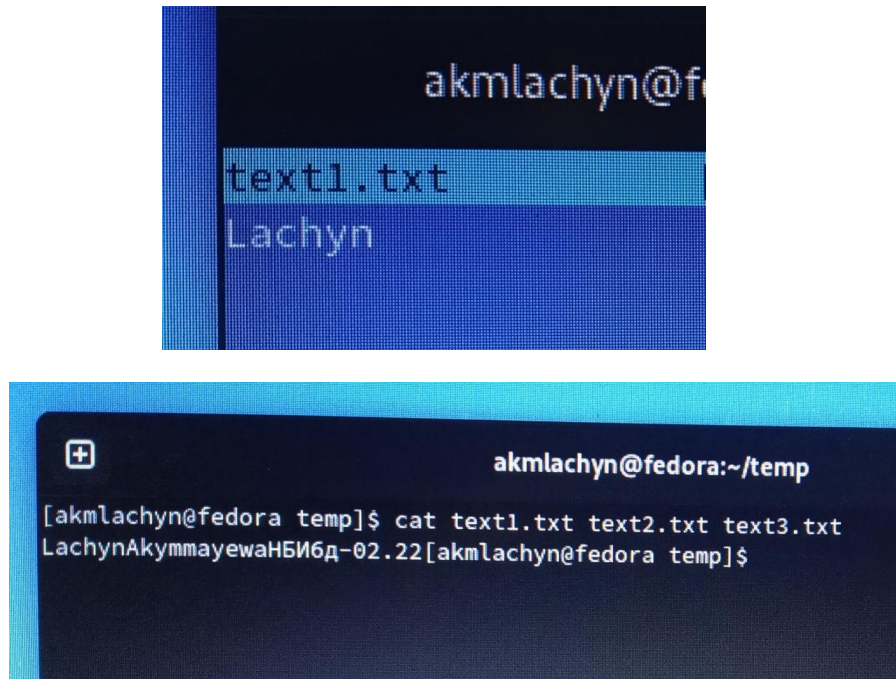 akmlachyn@f
text1.txt
Lachyn
akmlachyn@fedora:~/temp
[akmlachyn@fedora temp]$ cat text1.txt text2.txt text3.txt
LachynAkymmayewaНБИбд-02.22[akmlachyn@fedora temp]$